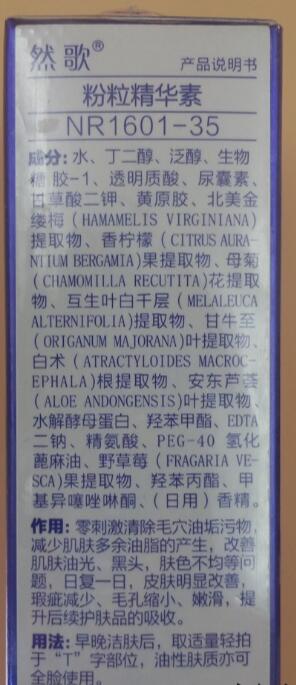 然歌®
产品说明书
粉粒精华素
NR1601-35
成分：水、丁二醇、泛醇、生物
糖胶-1、透明质酸、尿囊素、
甘草酸二钾、黄原胶、北美金
缕梅（HAMAMELIS VIRGINIANA)
提取物、香柠檬（CITRUS AURA-
NTIUM BERGAMIA)果提取物、母菊
(CHAMOMILLA RECUTITA)花提取
物、互生叶白千层（MELALEUCA
ALTERNIFOLIA)提取物、甘牛至
(ORIGANUM MAJORANA)叶提取物、
白术（ATRACTYLOIDES MACROC-
EPHALA)根提取物、安东芦荟
(ALOE ANDONGENSIS)叶提取物、
水解酵母蛋白、羟苯甲酯、EDTA
二钠、精氨酸、PEG-40 氢化
蓖麻油、野草莓（FRAGARIA VE-
SCA)果提取物、羟苯丙酯、甲
基异噻唑啉酮、（日用）香精。
作用：零刺激清除毛穴油垢污物，
减少肌肤多余油脂的产生，改善
肌肤油光、黑头，肤色不均等问
题，日复一日，皮肤明显改善，
瑕疵减少、毛孔缩小、嫩滑，提
升后续护肤品的吸收。
用法：早晚洁肤后，取适量轻拍
于“T”字部位，油性肤质亦可
全脸使用。